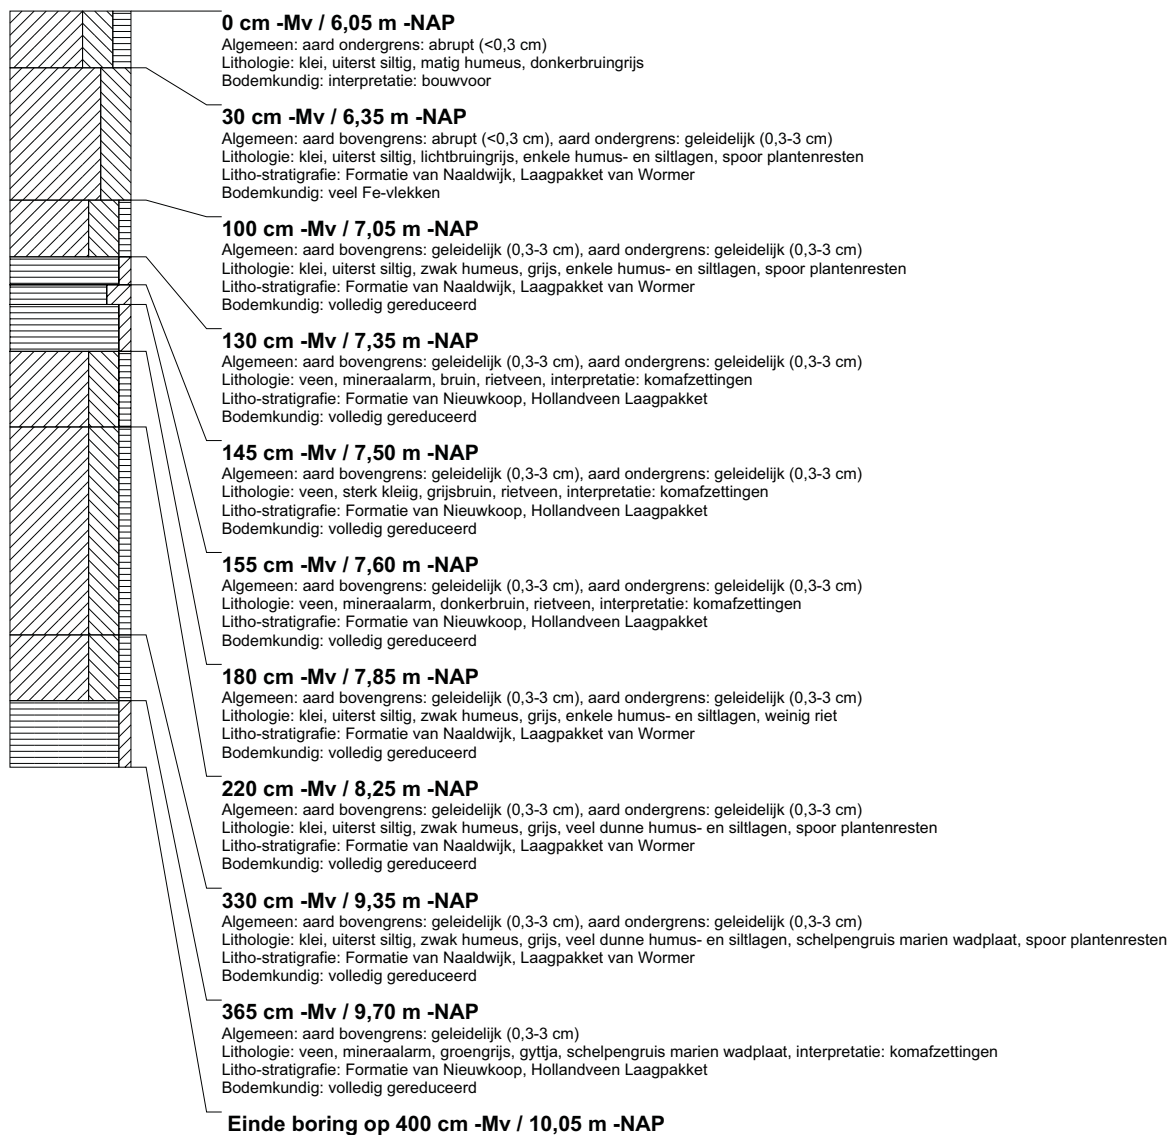 0 cm -Mv / 6,05 m -NAP
Algemeen: aard ondergrens: abrupt (<0,3 cm)
Lithologie: klei, uiterst siltig, matig humeus, donkerbruingrijs
Bodemkundig: interpretatie: bouwvoor
30 cm -Mv / 6,35 m -NAP
Algemeen: aard bovengrens: abrupt (<0,3 cm), aard ondergrens: geleidelijk (0,3-3 cm)
Lithologie: klei, uiterst siltig, lichtbruingrijs, enkele humus- en siltlagen, spoor plantenresten
Litho-stratigrafie: Formatie van Naaldwijk, Laagpakket van Wormer
Bodemkundig: veel Fe-vlekken
100 cm -Mv / 7,05 m -NAP
Algemeen: aard bovengrens: geleidelijk (0,3-3 cm), aard ondergrens: geleidelijk (0,3-3 cm)
Lithologie: klei, uiterst siltig, zwak humeus, grijs, enkele humus- en siltlagen, spoor plantenresten
Litho-stratigrafie: Formatie van Naaldwijk, Laagpakket van Wormer
Bodemkundig: volledig gereduceerd
130 cm -Mv / 7,35 m -NAP
Algemeen: aard bovengrens: geleidelijk (0,3-3 cm), aard ondergrens: geleidelijk (0,3-3 cm)
Lithologie: veen, mineraalarm, bruin, rietveen, interpretatie: komafzettingen
Litho-stratigrafie: Formatie van Nieuwkoop, Hollandveen Laagpakket
Bodemkundig: volledig gereduceerd
145 cm -Mv / 7,50 m -NAP
Algemeen: aard bovengrens: geleidelijk (0,3-3 cm), aard ondergrens: geleidelijk (0,3-3 cm)
Lithologie: veen, sterk kleiig, grijsbruin, rietveen, interpretatie: komafzettingen
Litho-stratigrafie: Formatie van Nieuwkoop, Hollandveen Laagpakket
Bodemkundig: volledig gereduceerd
155 cm -Mv / 7,60 m -NAP
Algemeen: aard bovengrens: geleidelijk (0,3-3 cm), aard ondergrens: geleidelijk (0,3-3 cm)
Lithologie: veen, mineraalarm, donkerbruin, rietveen, interpretatie: komafzettingen
Litho-stratigrafie: Formatie van Nieuwkoop, Hollandveen Laagpakket
Bodemkundig: volledig gereduceerd
180 cm -Mv / 7,85 m -NAP
Algemeen: aard bovengrens: geleidelijk (0,3-3 cm), aard ondergrens: geleidelijk (0,3-3 cm)
Lithologie: klei, uiterst siltig, zwak humeus, grijs, enkele humus- en siltlagen, weinig riet
Litho-stratigrafie: Formatie van Naaldwijk, Laagpakket van Wormer
Bodemkundig: volledig gereduceerd
220 cm -Mv / 8,25 m -NAP
Algemeen: aard bovengrens: geleidelijk (0,3-3 cm), aard ondergrens: geleidelijk (0,3-3 cm)
Lithologie: klei, uiterst siltig, zwak humeus, grijs, veel dunne humus- en siltlagen, spoor plantenresten
Litho-stratigrafie: Formatie van Naaldwijk, Laagpakket van Wormer
Bodemkundig: volledig gereduceerd
330 cm -Mv / 9,35 m -NAP
Algemeen: aard bovengrens: geleidelijk (0,3-3 cm), aard ondergrens: geleidelijk (0,3-3 cm)
Lithologie: klei, uiterst siltig, zwak humeus, grijs, veel dunne humus- en siltlagen, schelpengruis marien wadplaat, spoor plantenresten
Litho-stratigrafie: Formatie van Naaldwijk, Laagpakket van Wormer
Bodemkundig: volledig gereduceerd
365 cm -Mv / 9,70 m -NAP
Algemeen: aard bovengrens: geleidelijk (0,3-3 cm)
Lithologie: veen, mineraalarm, groengrijs, gyttja, schelpengruis marien wadplaat, interpretatie: komafzettingen
Litho-stratigrafie: Formatie van Nieuwkoop, Hollandveen Laagpakket
Bodemkundig: volledig gereduceerd
Einde boring op 400 cm -Mv / 10,05 m -NAP